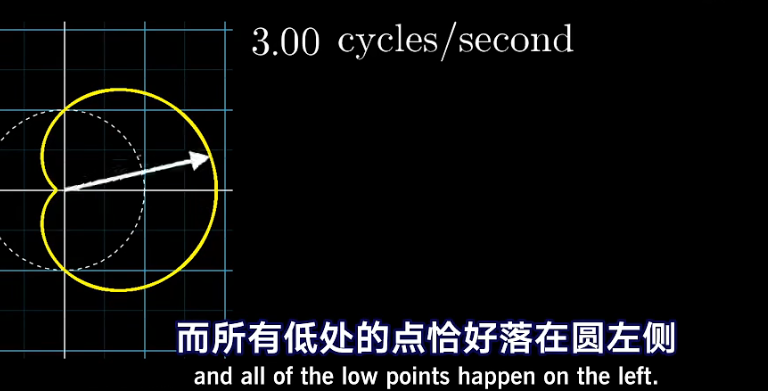 3.00 cycles/second
而所有低处的点恰好落在圆左侧
and all of the low points happen on the left.